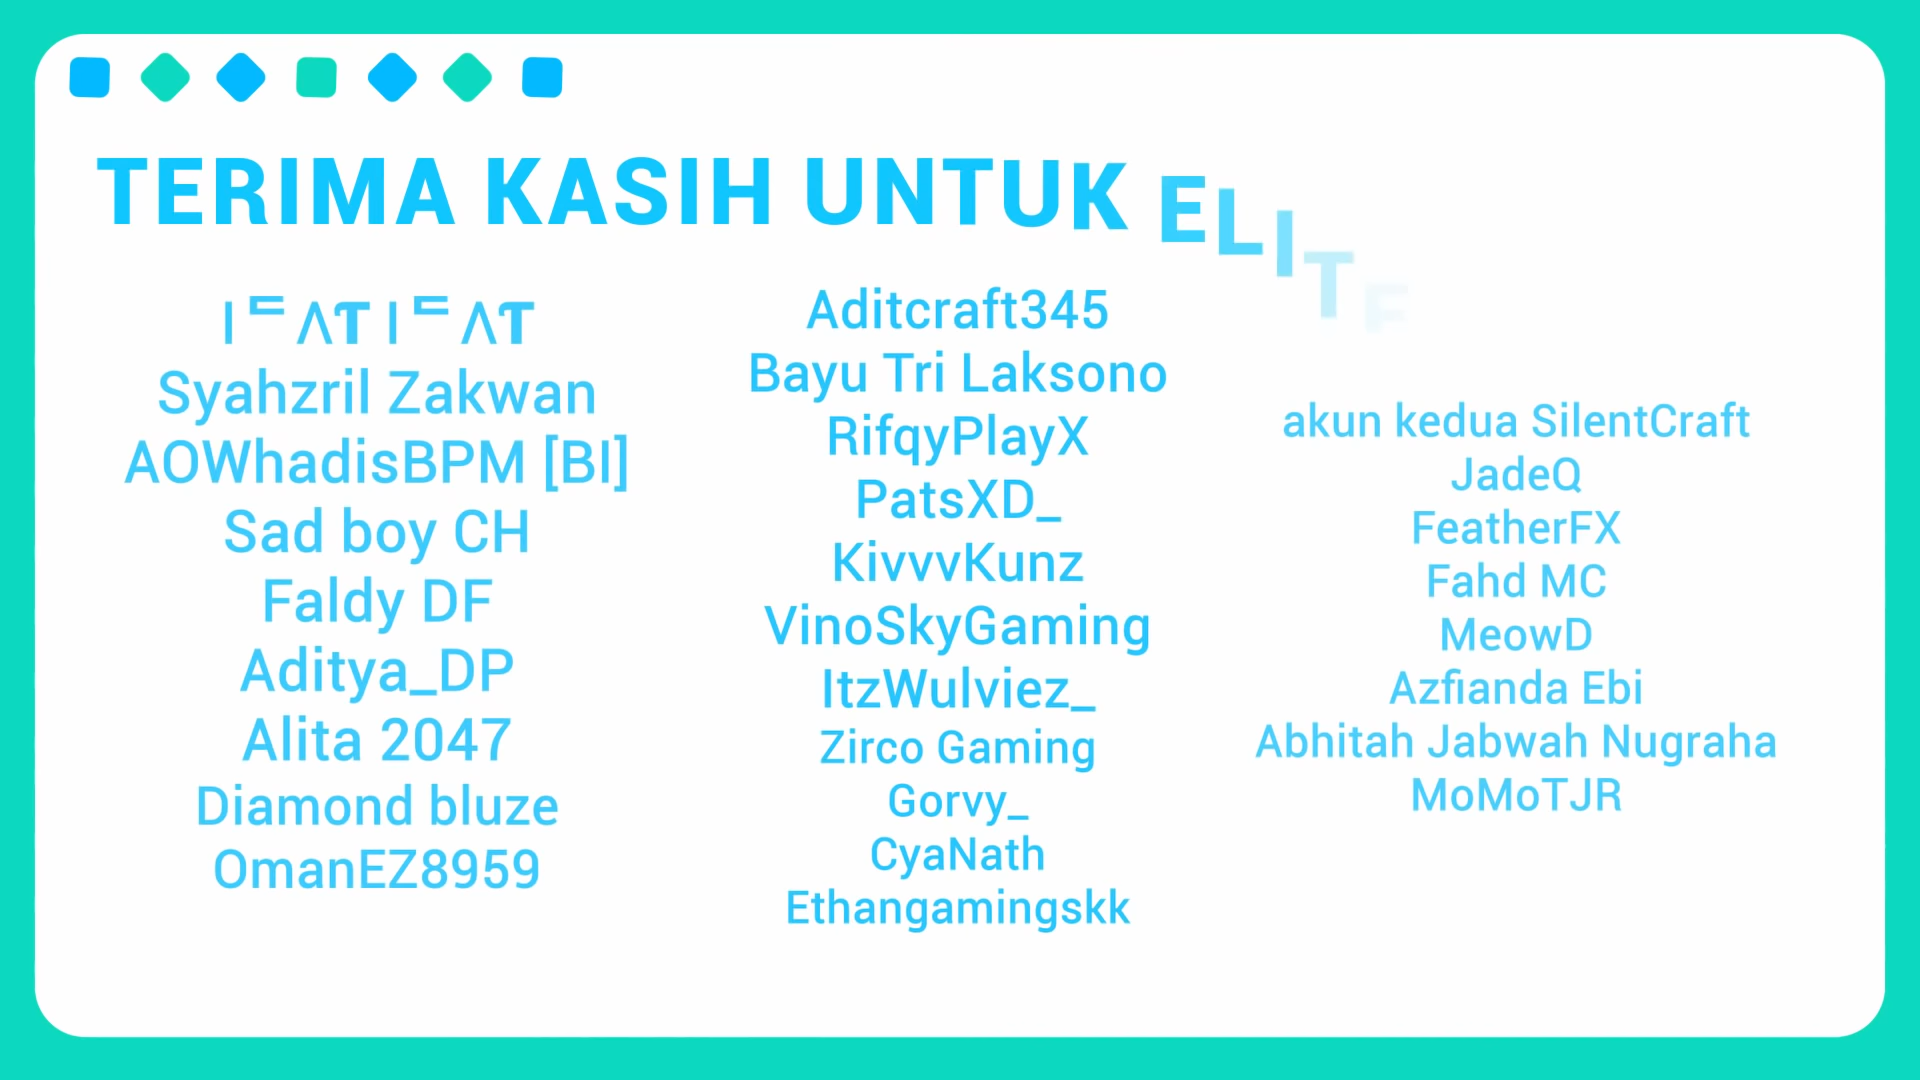 TERIMA KASIH UNTUK ELITE
Syahzril Zakwan
AOWhadisBPM [BI]
Sad boy CH
Faldy DF
Aditya_DP
Alita 2047
Diamond bluze
OmanEZ8959
Aditcraft345
Bayu Tri Laksono
RifqyPlayX
PatsXD_
KivvvKunz
VinoSkyGaming
ItzWulviez_
Zirco Gaming
Gorvy_
CyaNath
Ethangamingskk
akun kedua SilentCraft
JadeQ
FeatherFX
Fahd MC
MeowD
Azfianda Ebi
Abhitah Jabwah Nugraha
MoMoTJR